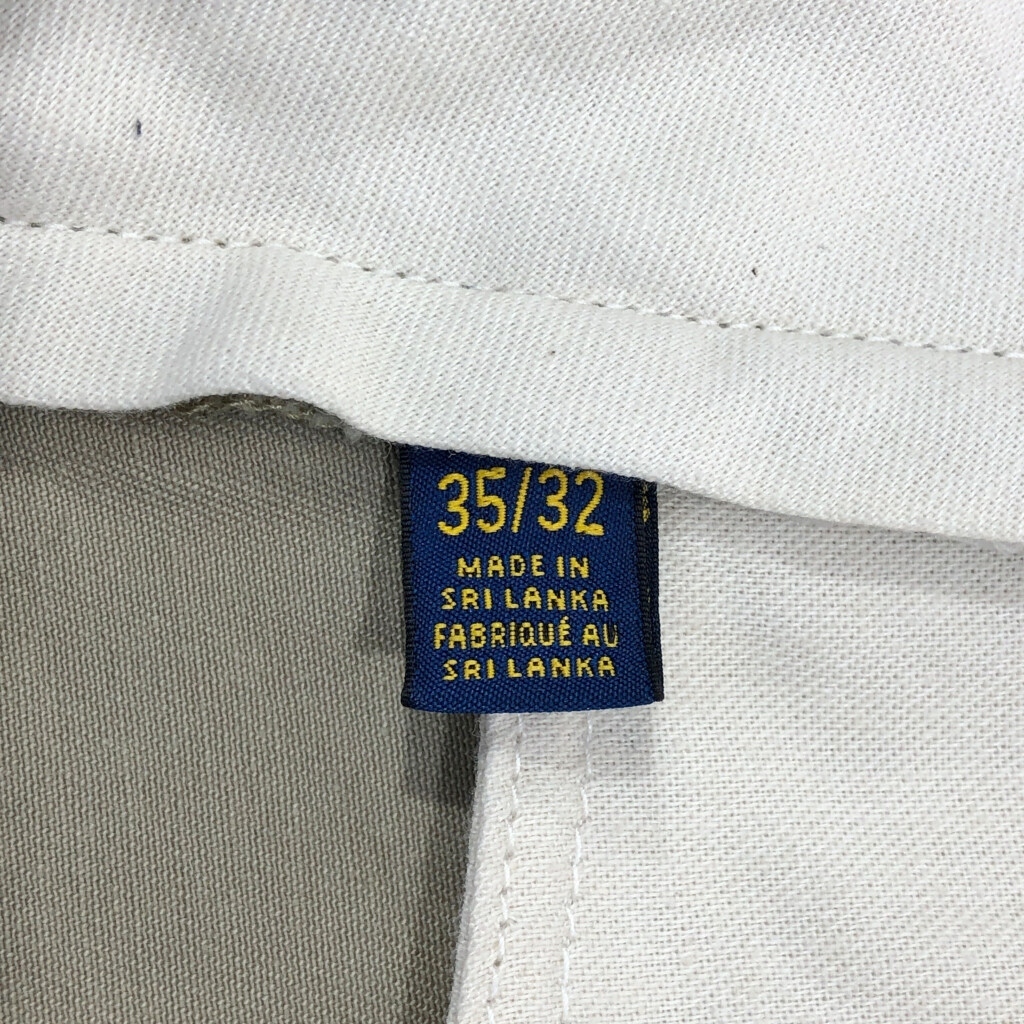 35/32
MADE IN
SRI LANKA
FABRIQUÉ AU
SRI LANKA